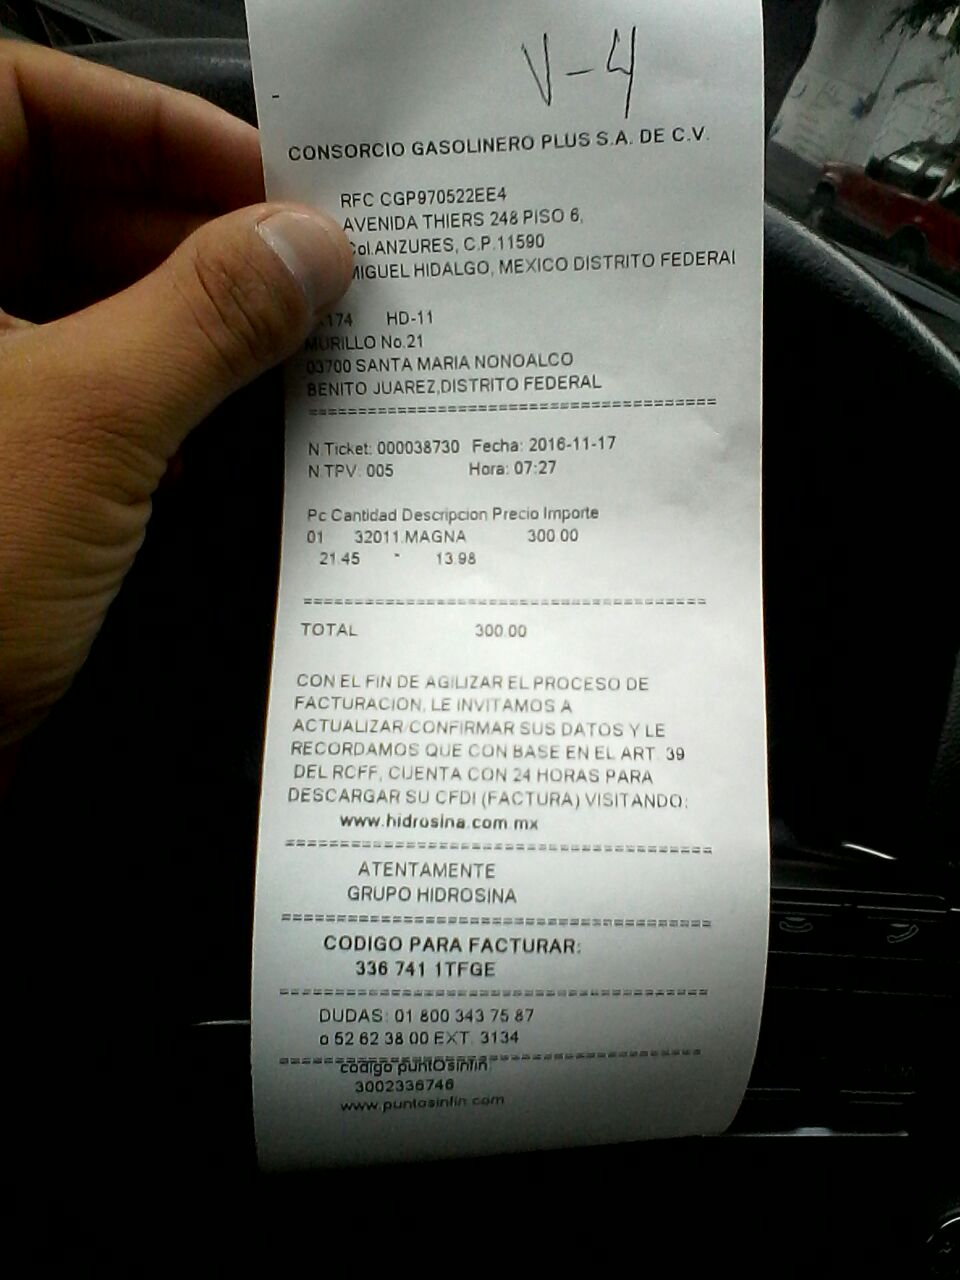 V-4
CONSORCIO GASOLINERO PLUS S.A. DE C.V.
RFC CGP970522EE4
AVENIDA THIERS 248 PISO 6,
Col.ANZURES, C.P.11590
MIGUEL HIDALGO, MEXICO DISTRITO FEDERAl
HD-11
MURILLO No.21
03700 SANTA MARIA NONOALCO
BENITO JUAREZ,DISTRITO FEDERAL
=========================================
N.Ticket: 000038730 Fecha: 2016-11-17
N.TPV: 005 Hora: 07:27
Pc Cantidad Descripcion Precio Importe
01 32011.MAGNA 300.00
21.45 - 13.98
=========================================
TOTAL 300.00
CON EL FIN DE AGILIZAR EL PROCESO DE
FACTURACION, LE INVITAMOS A
ACTUALIZAR/CONFIRMAR SUS DATOS Y LE
RECORDAMOS QUE CON BASE EN EL ART. 39
DEL RCFF, CUENTA CON 24 HORAS PARA
DESCARGAR SU CFDI (FACTURA) VISITANDO:
www.hidrosina.com.mx
=========================================
ATENTAMENTE
GRUPO HIDROSINA
=========================================
CODIGO PARA FACTURAR:
336 741 1TFGE
=========================================
DUDAS: 01 800 343 75 87
o 52 62 38 00 EXT. 3134
=========================================
codigo puntOsinfin:
3002336746
www.puntosinfin.com